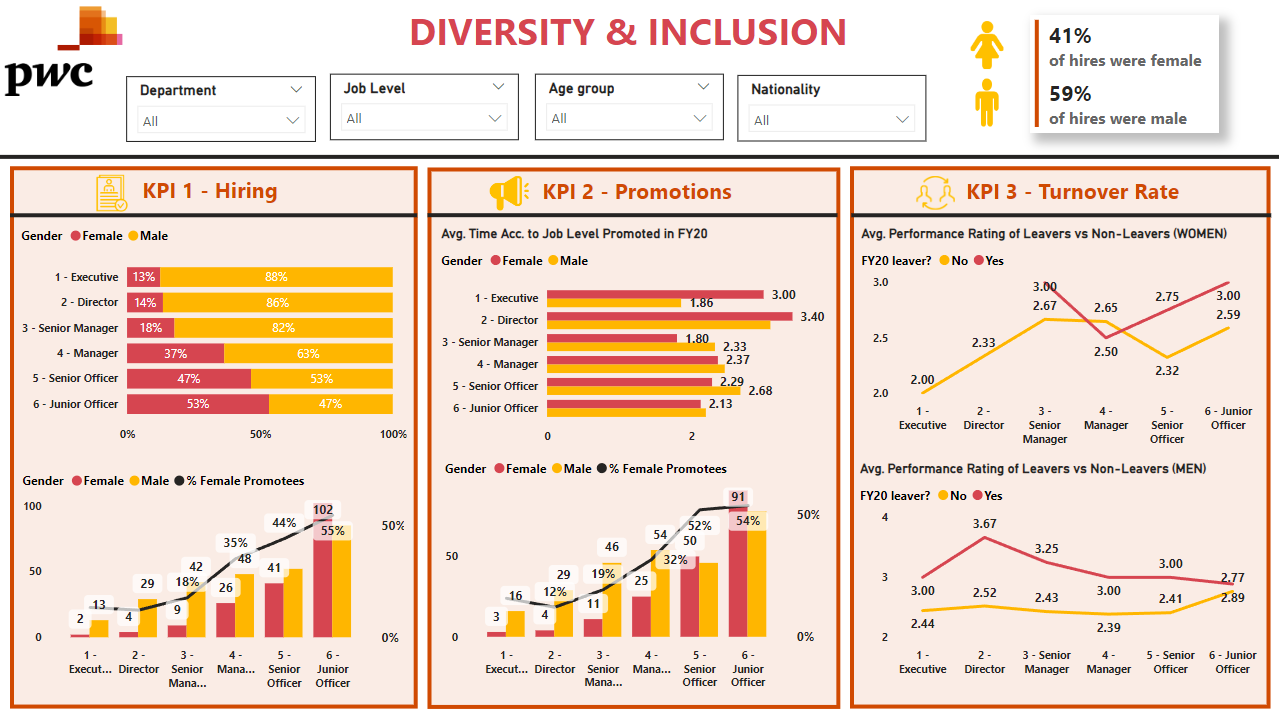 pwc
DIVERSITY & INCLUSION
Department
All
Job Level
All
Age group
All
Nationality
All
41%
of hires were female
59%
of hires were male
KPI 1 - Hiring
Gender Female Male
1 - Executive 13% 88%
2 - Director 14% 86%
3 - Senior Manager 18% 82%
4 - Manager 37% 63%
5 - Senior Officer 47% 53%
6 - Junior Officer 53% 47%
0% 50% 100%
Gender Female Male % Female Promotees
100
50
0
50%
0%
2 13 4 29 9 18% 42 26 35% 48 41 44% 102 55%
1 - Execut...
2 - Director
3 - Senior Mana...
4 - Mana...
5 - Senior Officer
6 - Junior Officer
KPI 2 - Promotions
Avg. Time Acc. to Job Level Promoted in FY20
Gender Female Male
1 - Executive 3.00 1.86
2 - Director 3.40
3 - Senior Manager 1.80 2.33
4 - Manager 2.37
5 - Senior Officer 2.29 2.68
6 - Junior Officer 2.13
0 2
Gender Female Male % Female Promotees
50
0
50%
0%
3 16 4 12% 29 11 19% 46 25 54 32% 50 52% 91 54%
1 - Execut...
2 - Director
3 - Senior Mana...
4 - Mana...
5 - Senior Officer
6 - Junior Officer
KPI 3 - Turnover Rate
Avg. Performance Rating of Leavers vs Non-Leavers (WOMEN)
FY20 leaver? No Yes
3.0
2.5
2.0
2.00 2.33 3.00 2.67 2.65 2.50 2.75 2.32 3.00 2.59
1 - Executive
2 - Director
3 - Senior Manager
4 - Manager
5 - Senior Officer
6 - Junior Officer
Avg. Performance Rating of Leavers vs Non-Leavers (MEN)
FY20 leaver? No Yes
4
3
2
3.00 2.44 3.67 2.52 3.25 2.43 3.00 2.39 3.00 2.41 2.77 2.89
1 - Executive
2 - Director
3 - Senior Manager
4 - Manager
5 - Senior Officer
6 - Junior Officer